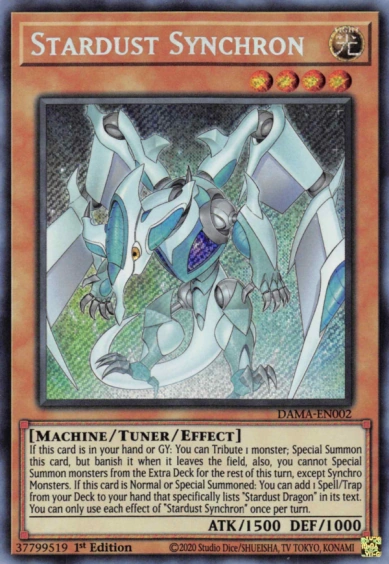 STARDUST SYNCHRON
LIGHT
光
DAMA-EN002
[MACHINE/TUNER/EFFECT]
If this card is in your hand or GY: You can Tribute 1 monster; Special Summon
this card, but banish it when it leaves the field, also, you cannot Special
Summon monsters from the Extra Deck for the rest of this turn, except Synchro
Monsters. If this card is Normal or Special Summoned: You can add 1 Spell/Trap
from your Deck to your hand that specifically lists "Stardust Dragon" in its text.
You can only use each effect of "Stardust Synchron" once per turn.
ATK/1500 DEF/1000
37799519 1st Edition ©2020 Studio Dice/SHUEISHA, TV TOKYO, KONAMI